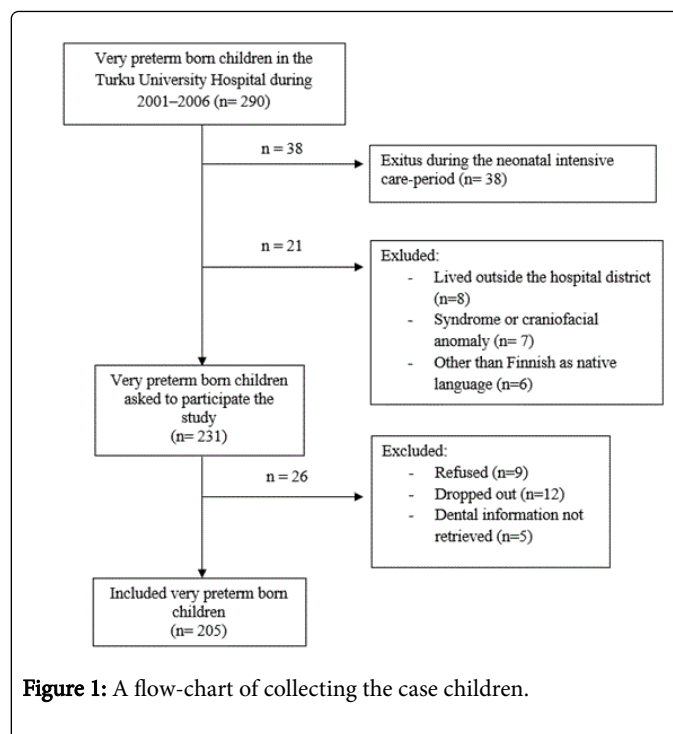 Very preterm born children in the
Turku University Hospital during
2001–2006 (n= 290)
n = 38
Exitus during the neonatal intensive
care-period (n= 38)
n = 21
Exluded:
- Lived outside the hospital district
(n=8)
- Syndrome or craniofacial
anomaly (n= 7)
- Other than Finnish as native
language (n=6)
Very preterm born children
asked to participate the
study
(n= 231)
n = 26
Excluded:
- Refused (n=9)
- Dropped out (n=12)
- Dental information not
retrieved (n=5)
Included very preterm born
children
(n= 205)
Figure 1: A flow-chart of collecting the case children.